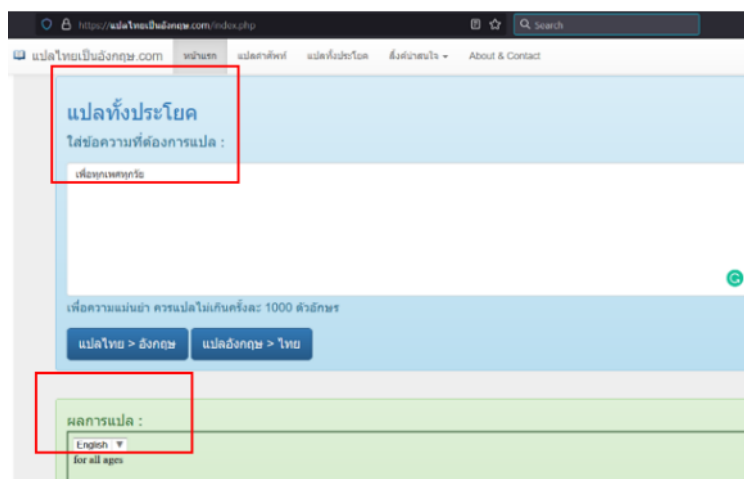 https://แปลไทยเป็นอังกฤษ.com/index.php
Search
แปลไทยเป็นอังกฤษ.com หน้าแรก แปลคำศัพท์ แปลทั้งประโยค สิ่งที่น่าสนใจ About & Contact
แปลทั้งประโยค
ใส่ข้อความที่ต้องการแปล :
เพื่อทุกเพศทุกวัย
เพื่อความแม่นยำ ควรแปลไม่เกินครั้งละ 1000 ตัวอักษร
แปลไทย > อังกฤษ แปลอังกฤษ > ไทย
ผลการแปล :
English
for all ages